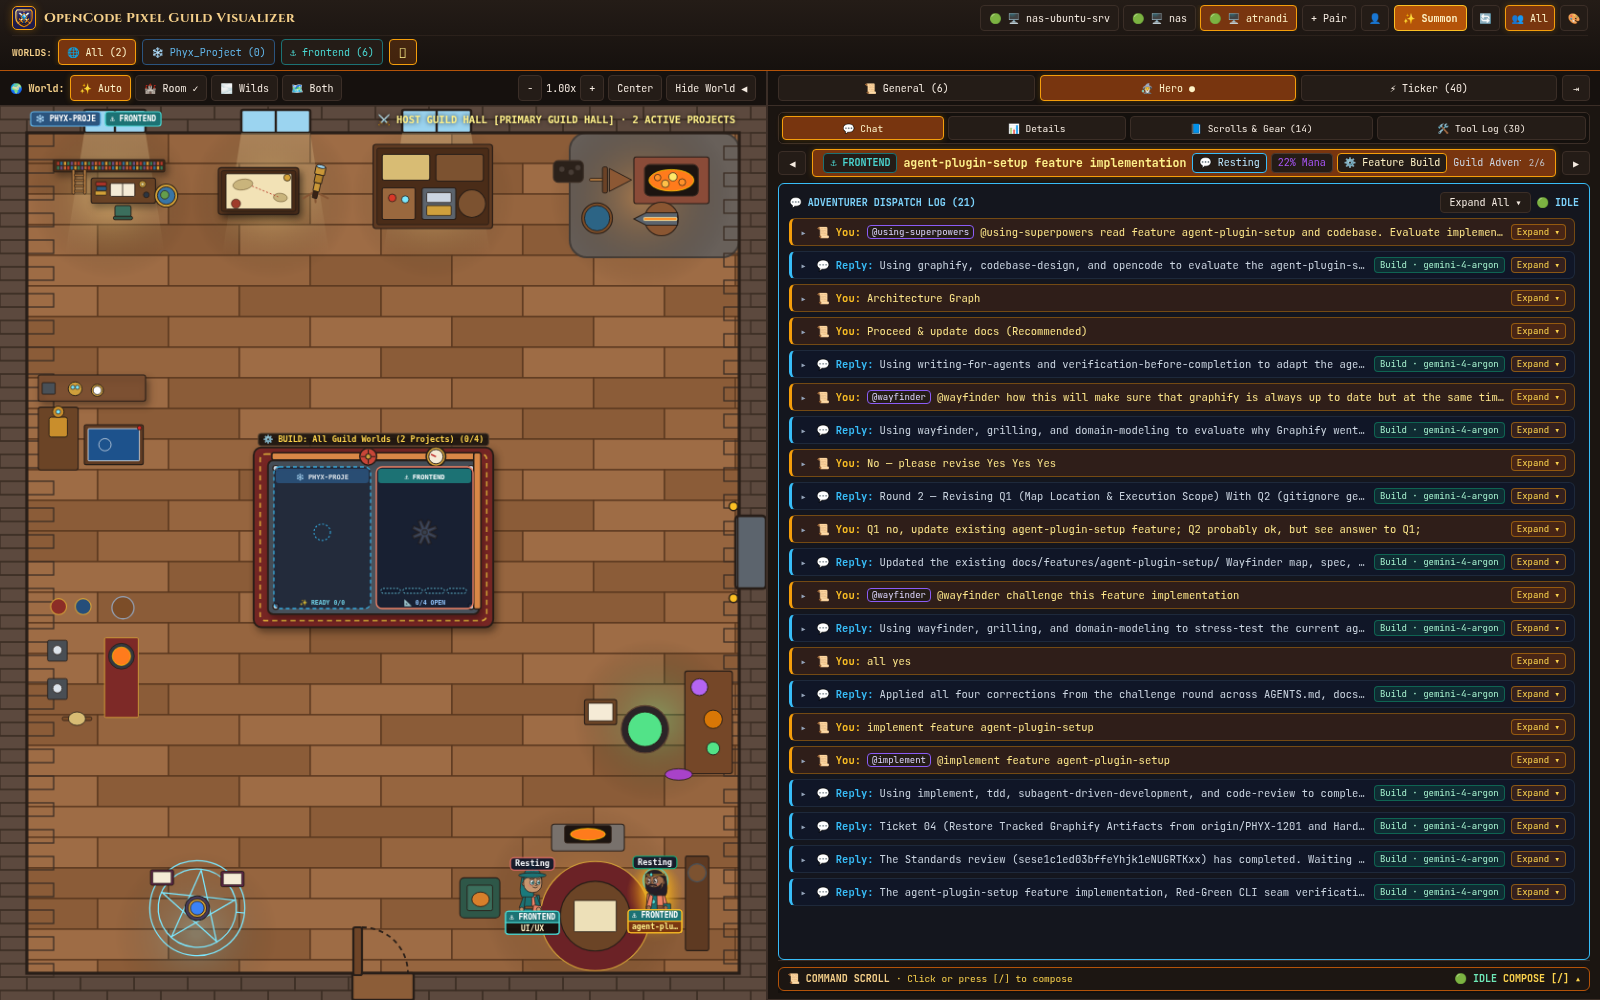 OpenCode Pixel Guild Visualizer
nas-ubuntu-srv
nas
atrandi
+ Pair
Summon
All
WORLDS:
All (2)
Phyx_Project (0)
frontend (6)
World:
Auto
Room ✓
Wilds
Both
-
1.00x
+
Center
Hide World ◀
General (6)
Hero ●
Ticker (40)
PHYX-PROJE
FRONTEND
HOST GUILD HALL [PRIMARY GUILD HALL] · 2 ACTIVE PROJECTS
BUILD: All Guild Worlds (2 Projects) (0/4)
PHYX-PROJE
FRONTEND
READY 0/0
0/4 OPEN
Resting
FRONTEND
UI/UX
Resting
FRONTEND
agent-plu…
Chat
Details
Scrolls & Gear (14)
Tool Log (30)
FRONTEND
agent-plugin-setup feature implementation
Resting
22% Mana
Feature Build
Guild Adven
2/6
ADVENTURER DISPATCH LOG (21)
Expand All ▾
IDLE
You: @using-superpowers @using-superpowers read feature agent-plugin-setup and codebase. Evaluate implemen… Expand ▾
Reply: Using graphify, codebase-design, and opencode to evaluate the agent-plugin-s… Build · gemini-4-argon Expand ▾
You: Architecture Graph Expand ▾
You: Proceed & update docs (Recommended) Expand ▾
Reply: Using writing-for-agents and verification-before-completion to adapt the age… Build · gemini-4-argon Expand ▾
You: @wayfinder @wayfinder how this will make sure that graphify is always up to date but at the same tim… Expand ▾
Reply: Using wayfinder, grilling, and domain-modeling to evaluate why Graphify went… Build · gemini-4-argon Expand ▾
You: No — please revise Yes Yes Yes Expand ▾
Reply: Round 2 — Revising Q1 (Map Location & Execution Scope) With Q2 (gitignore ge… Build · gemini-4-argon Expand ▾
You: Q1 no, update existing agent-plugin-setup feature; Q2 probably ok, but see answer to Q1; Expand ▾
Reply: Updated the existing docs/features/agent-plugin-setup/ Wayfinder map, spec, … Build · gemini-4-argon Expand ▾
You: @wayfinder @wayfinder challenge this feature implementation Expand ▾
Reply: Using wayfinder, grilling, and domain-modeling to stress-test the current ag… Build · gemini-4-argon Expand ▾
You: all yes Expand ▾
Reply: Applied all four corrections from the challenge round across AGENTS.md, docs… Build · gemini-4-argon Expand ▾
You: implement feature agent-plugin-setup Expand ▾
You: @implement @implement feature agent-plugin-setup Expand ▾
Reply: Using implement, tdd, subagent-driven-development, and code-review to comple… Build · gemini-4-argon Expand ▾
Reply: Ticket 04 (Restore Tracked Graphify Artifacts from origin/PHYX-1201 and Hard… Build · gemini-4-argon Expand ▾
Reply: The Standards review (sese1c1ed03bffeYhjk1eNUGRTKxx) has completed. Waiting … Build · gemini-4-argon Expand ▾
Reply: The agent-plugin-setup feature implementation, Red-Green CLI seam verificati… Build · gemini-4-argon Expand ▾
COMMAND SCROLL · Click or press [/] to compose
IDLE COMPOSE [/] ▴